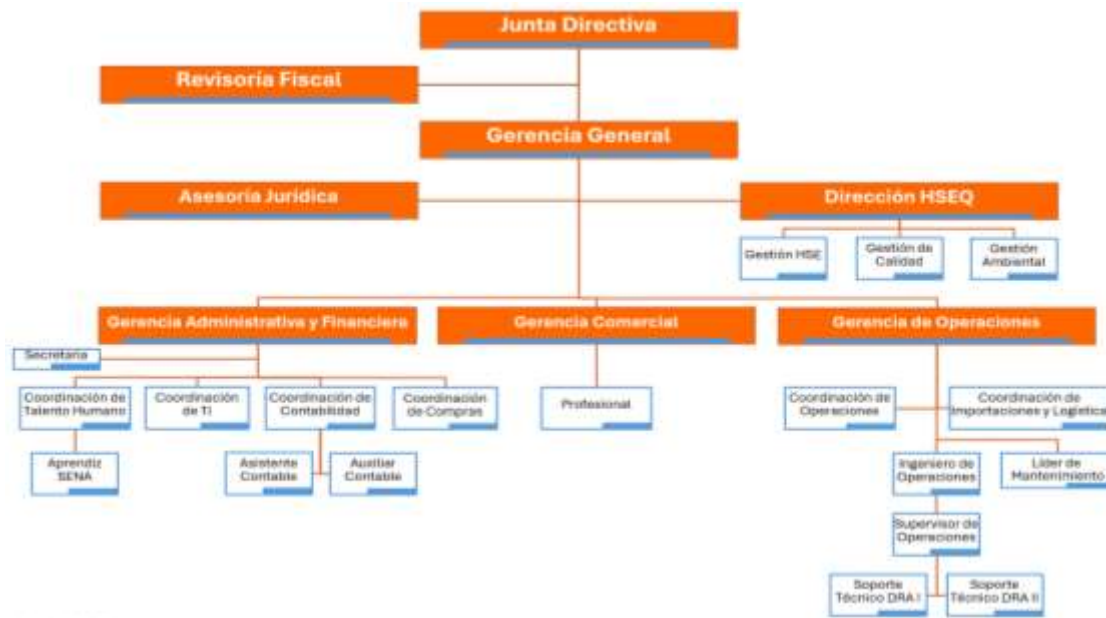 Junta Directiva
Revisoría Fiscal
Gerencia General
Asesoría Jurídica
Dirección HSEQ
Gestión HSE
Gestión de
Calidad
Gestión
Ambiental
Gerencia Administrativa y Financiera
Gerencia Comercial
Gerencia de Operaciones
Secretaria
Coordinación de
Talento Humano
Coordinación
de TI
Coordinación de
Contabilidad
Coordinación
de Compras
Profesional
Coordinación de
Operaciones
Coordinación de
Importaciones y Logística
Aprendiz
SENA
Asistente
Contable
Auxiliar
Contable
Ingeniero de
Operaciones
Líder de
Mantenimiento
Supervisor de
Operaciones
Soporte
Técnico DRA I
Soporte
Técnico DRA II